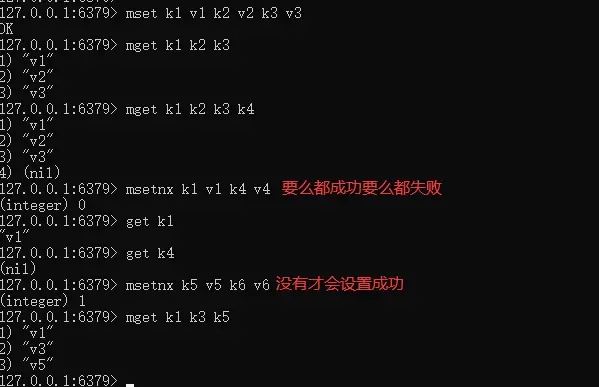 127.0.0.1:6379> mset k1 v1 k2 v2 k3 v3
OK
127.0.0.1:6379> mget k1 k2 k3
1) "v1"
2) "v2"
3) "v3"
127.0.0.1:6379> mget k1 k2 k3 k4
1) "v1"
2) "v2"
3) "v3"
4) (nil)
127.0.0.1:6379> msetnx k1 v1 k4 v4 要么都成功要么都失败
(integer) 0
127.0.0.1:6379> get k1
"v1"
127.0.0.1:6379> get k4
(nil)
127.0.0.1:6379> msetnx k5 v5 k6 v6 没有才会设置成功
(integer) 1
127.0.0.1:6379> mget k1 k3 k5
1) "v1"
2) "v3"
3) "v5"
127.0.0.1:6379>